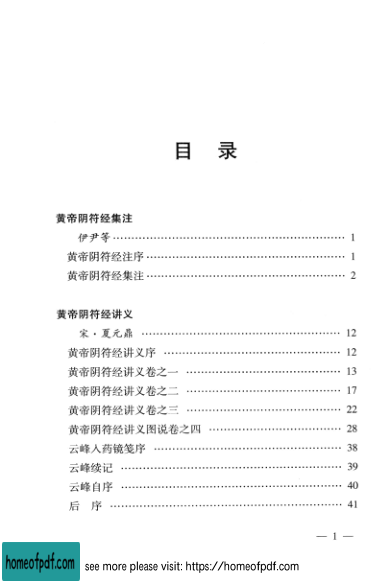 目 录
黄帝阴符经集注
伊尹等 …… 1
黄帝阴符经注序 …… 1
黄帝阴符经集注 …… 2
黄帝阴符经讲义
宋·夏元鼎 …… 12
黄帝阴符经讲义序 …… 12
黄帝阴符经讲义卷之一 …… 13
黄帝阴符经讲义卷之二 …… 17
黄帝阴符经讲义卷之三 …… 22
黄帝阴符经讲义图说卷之四 …… 28
云峰入药镜笺序 …… 38
云峰续记 …… 39
云峰自序 …… 40
后 序 …… 41
— 1 —
homeofpdf.com see more please visit: https://homeofpdf.com